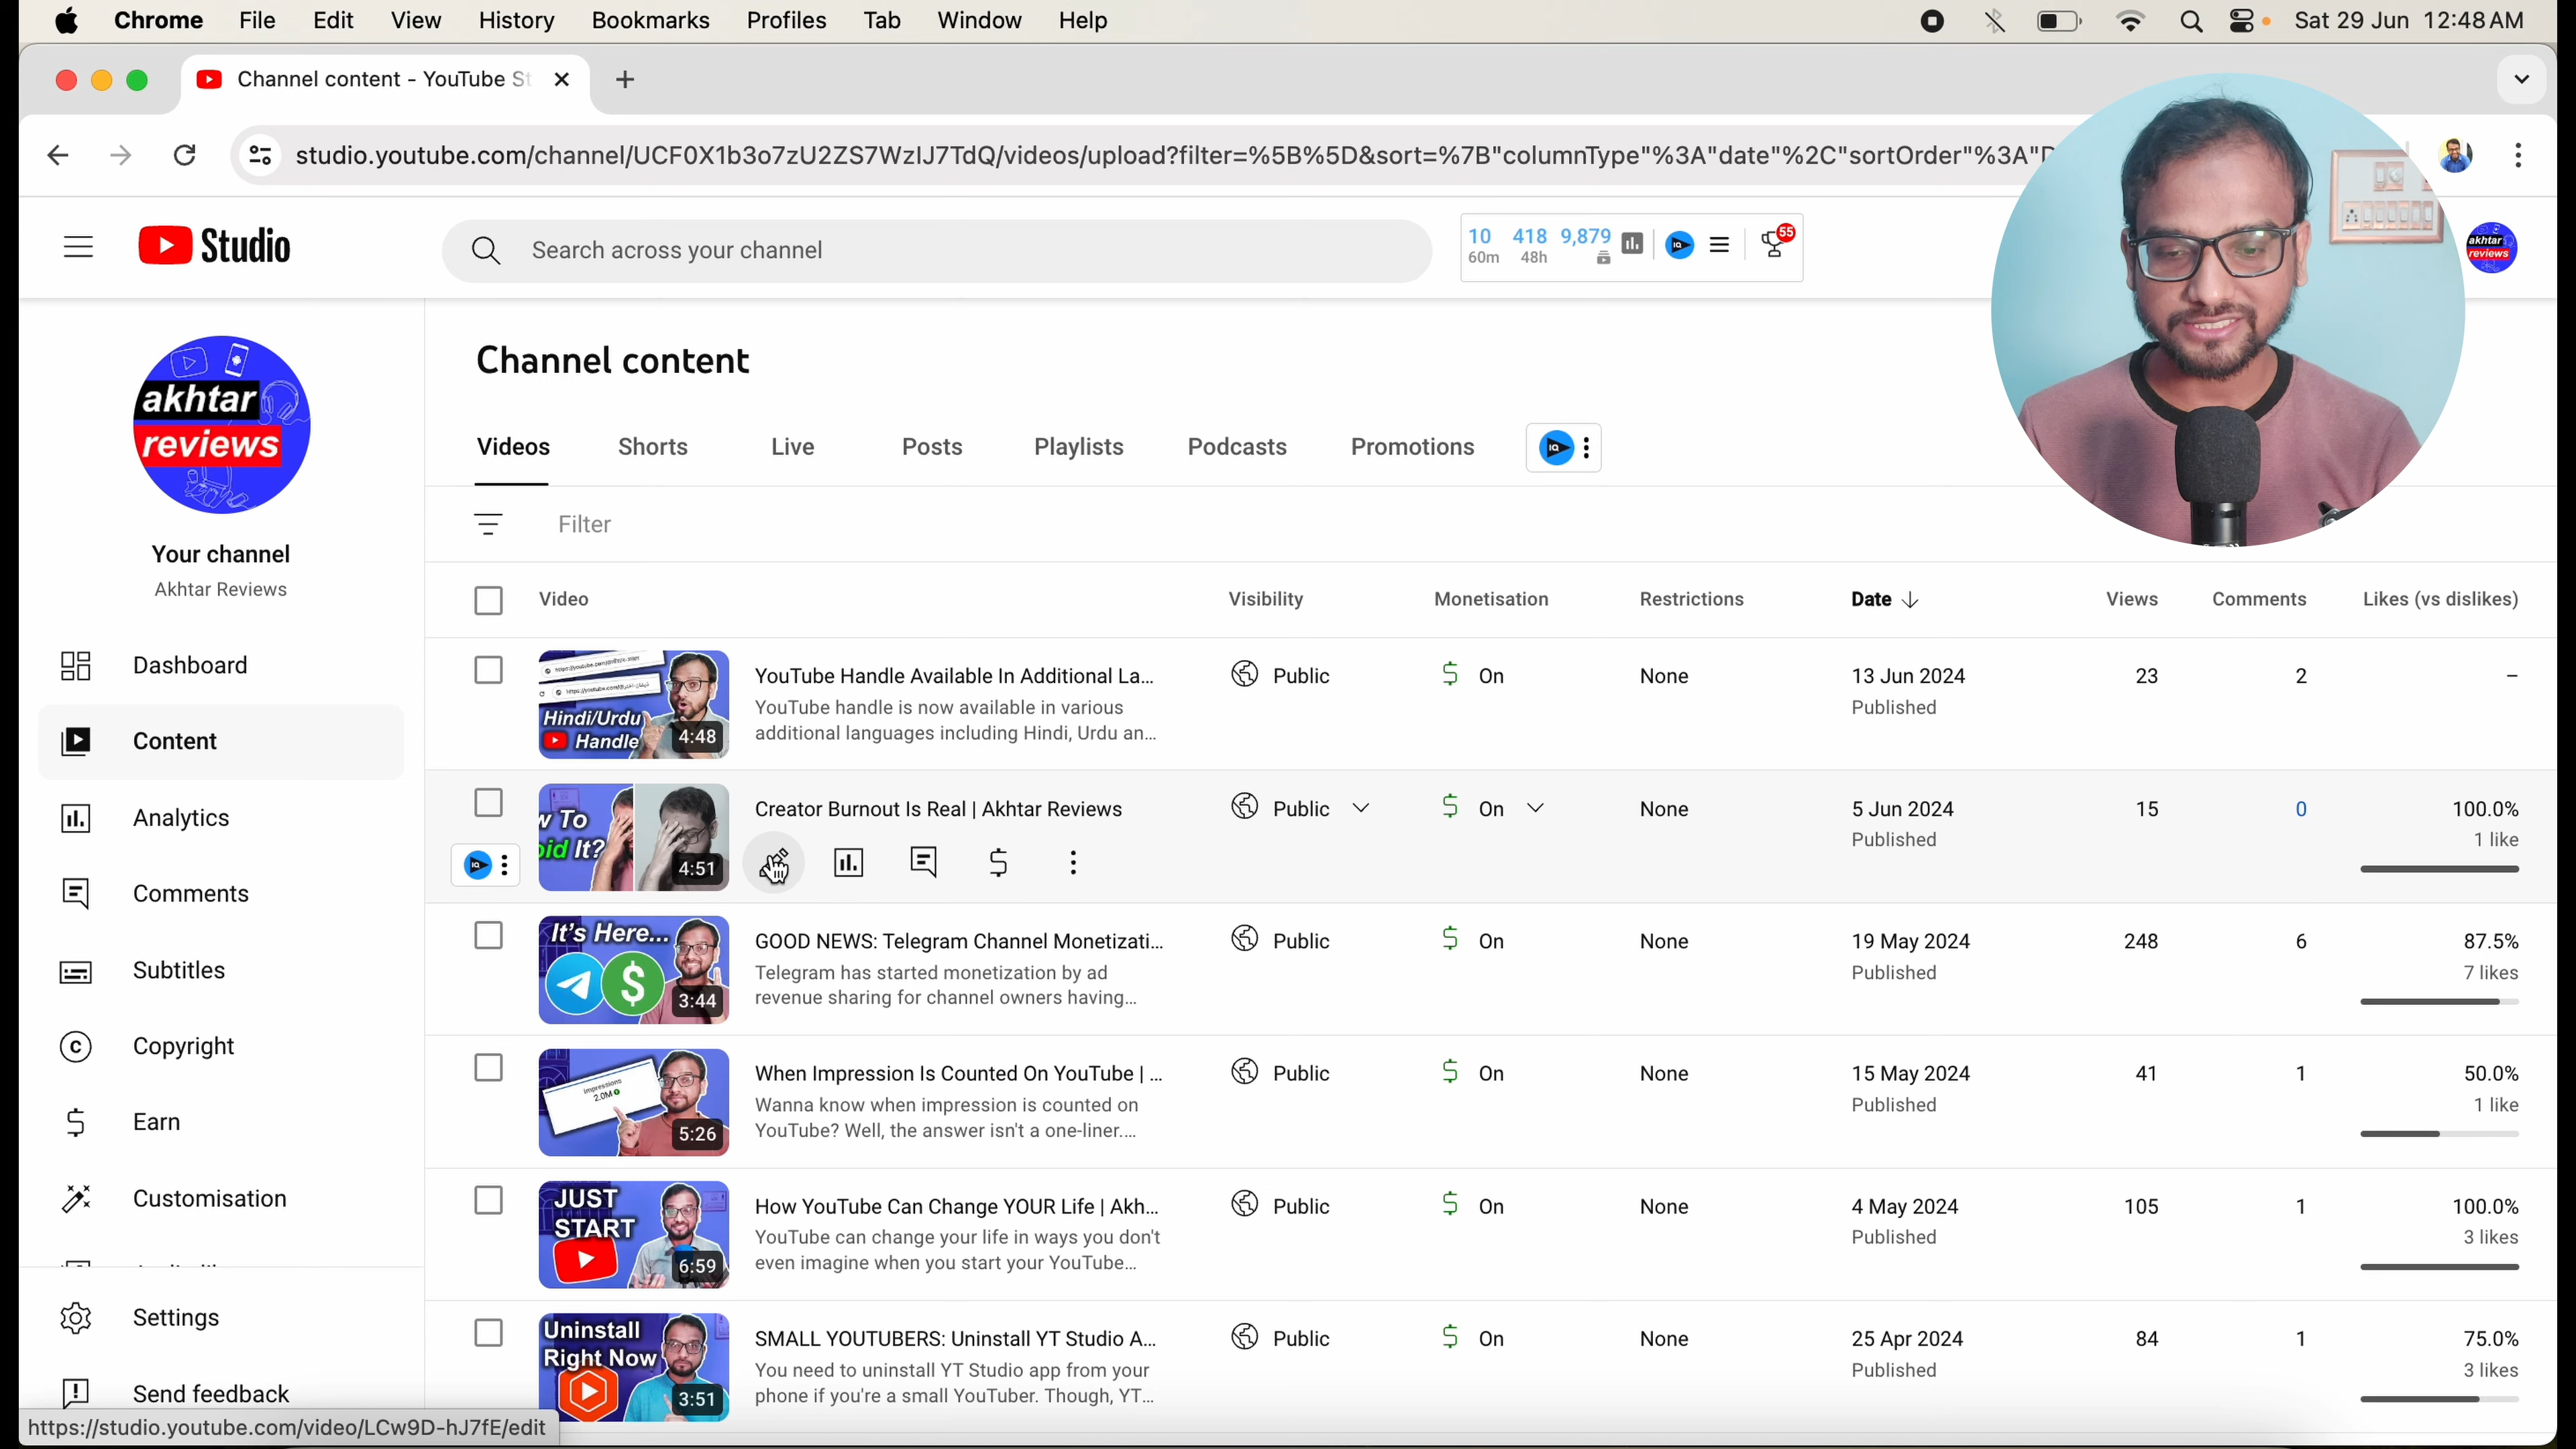 Chrome File Edit View History Bookmarks Profiles Tab Window Help Sat 29 Jun 12:48 AM
Channel content - YouTube St
studio.youtube.com/channel/UCF0X1b3o7zU2ZS7WzIJ7TdQ/videos/upload?filter=%5B%5D&sort=%7B"columnType"%3A"date"%2C"sortOrder"%3A"D
Studio
Search across your channel
10 418 9,879 55
60m 48h
akhtar
reviews
akhtar
reviews
Your channel
Akhtar Reviews
Dashboard
Content
Analytics
Comments
Subtitles
Copyright
Earn
Customisation
Settings
Send feedback
Channel content
Videos Shorts Live Posts Playlists Podcasts Promotions
Filter
Video Visibility Monetisation Restrictions Date Views Comments Likes (vs dislikes)
Hindi/Urdu
Handle
4:48
YouTube Handle Available In Additional La... Public On None 13 Jun 2024 23 2 –
YouTube handle is now available in various Published
additional languages including Hindi, Urdu an...
w To
oid It?
4:51
Creator Burnout Is Real | Akhtar Reviews Public On None 5 Jun 2024 15 0 100.0%
Published 1 like
It's Here...
3:44
GOOD NEWS: Telegram Channel Monetizati... Public On None 19 May 2024 248 6 87.5%
Telegram has started monetization by ad Published 7 likes
revenue sharing for channel owners having...
Impressions
2.0M
5:26
When Impression Is Counted On YouTube | ... Public On None 15 May 2024 41 1 50.0%
Wanna know when impression is counted on Published 1 like
YouTube? Well, the answer isn't a one-liner....
JUST
START
6:59
How YouTube Can Change YOUR Life | Akh... Public On None 4 May 2024 105 1 100.0%
YouTube can change your life in ways you don't Published 3 likes
even imagine when you start your YouTube...
Uninstall
Right Now
3:51
SMALL YOUTUBERS: Uninstall YT Studio A... Public On None 25 Apr 2024 84 1 75.0%
You need to uninstall YT Studio app from your Published 3 likes
phone if you're a small YouTuber. Though, YT...
https://studio.youtube.com/video/LCw9D-hJ7fE/edit